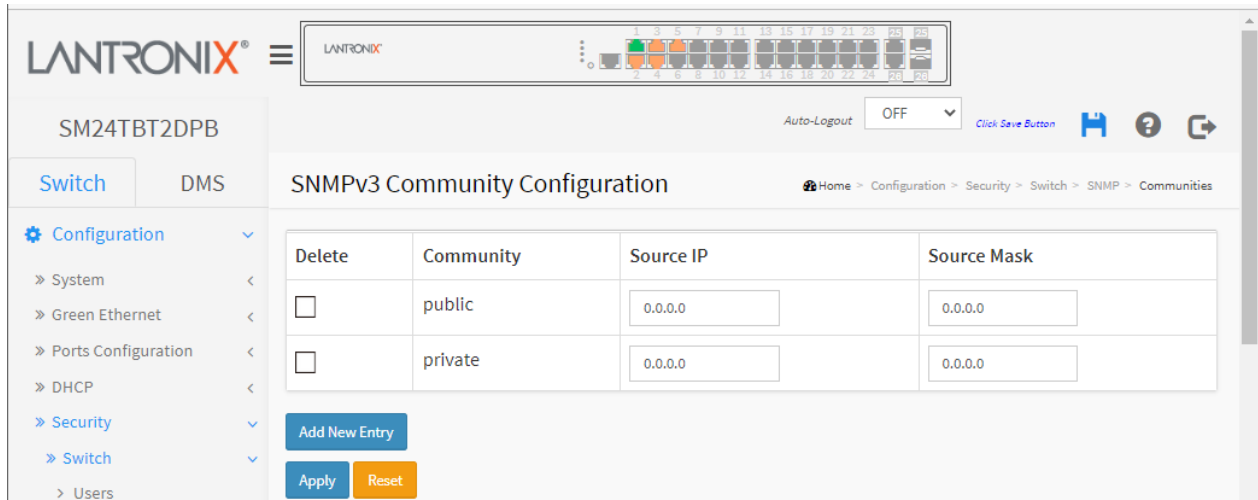 LANTRONIX®
LANTRONIX
1 3 5 7 9 11 13 15 17 19 21 23 25 25
2 4 6 8 10 12 14 16 18 20 22 24 26 26
SM24TBT2DPB
Auto-Logout OFF Click Save Button
Switch DMS
SNMPv3 Community Configuration
Home > Configuration > Security > Switch > SNMP > Communities
Configuration
» System
» Green Ethernet
» Ports Configuration
» DHCP
» Security
» Switch
> Users
Delete Community Source IP Source Mask
public 0.0.0.0 0.0.0.0
private 0.0.0.0 0.0.0.0
Add New Entry
Apply Reset